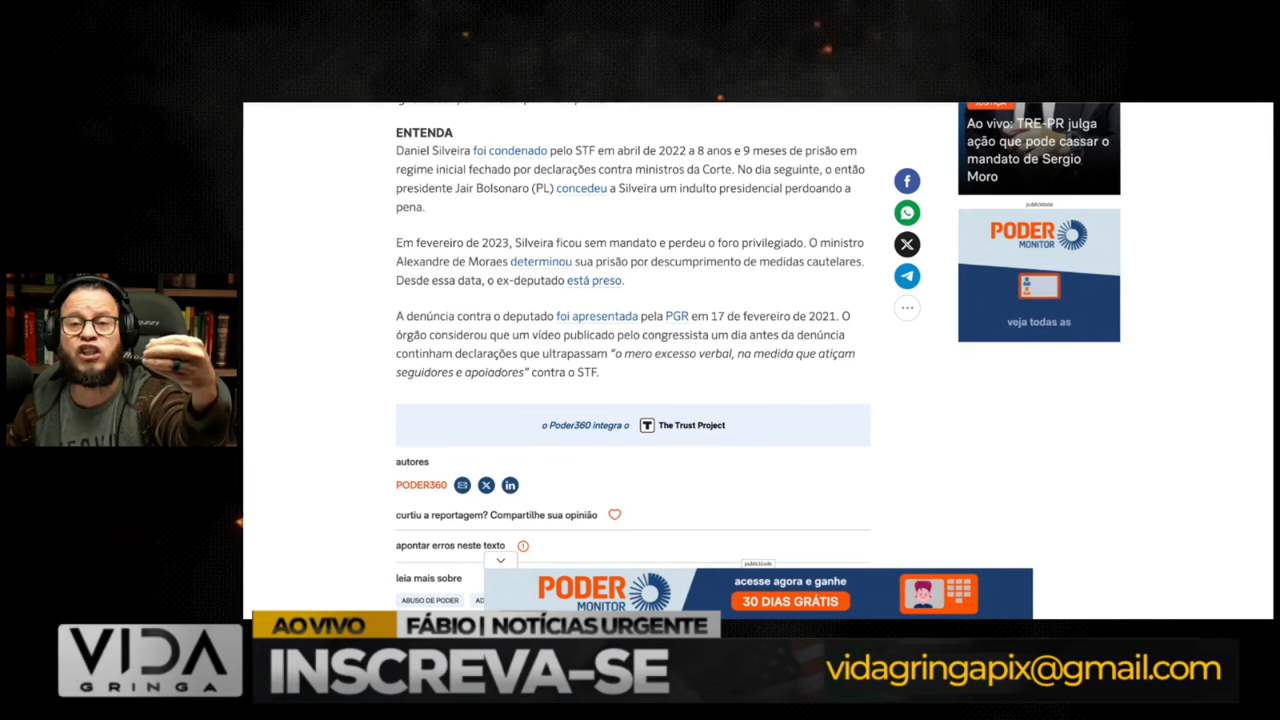 ENTENDA
Daniel Silveira foi condenado pelo STF em abril de 2022 a 8 anos e 9 meses de prisão em
regime inicial fechado por declarações contra ministros da Corte. No dia seguinte, o então
presidente Jair Bolsonaro (PL) concedeu a Silveira um indulto presidencial perdoando a
pena.
Em fevereiro de 2023, Silveira ficou sem mandato e perdeu o foro privilegiado. O ministro
Alexandre de Moraes determinou sua prisão por descumprimento de medidas cautelares.
Desde essa data, o ex-deputado está preso.
A denúncia contra o deputado foi apresentada pela PGR em 17 de fevereiro de 2021. O
órgão considerou que um vídeo publicado pelo congressista um dia antes da denúncia
continham declarações que ultrapassam “o mero excesso verbal, na medida que atiçam
seguidores e apoiadores” contra o STF.
o Poder360 integra o T The Trust Project
autores
PODER360
curtiu a reportagem? Compartilhe sua opinião
apontar erros neste texto
leia mais sobre
ABUSO DE PODER
AD
JUSTIÇA
Ao vivo: TRE-PR julga
ação que pode cassar o
mandato de Sergio
Moro
publicidade
PODER
MONITOR
veja todas as
publicidade
PODER
MONITOR
acesse agora e ganhe
30 DIAS GRÁTIS
AO VIVO FÁBIO | NOTÍCIAS URGENTE
VIDA
GRINGA
INSCREVA-SE
vidagringapix@gmail.com